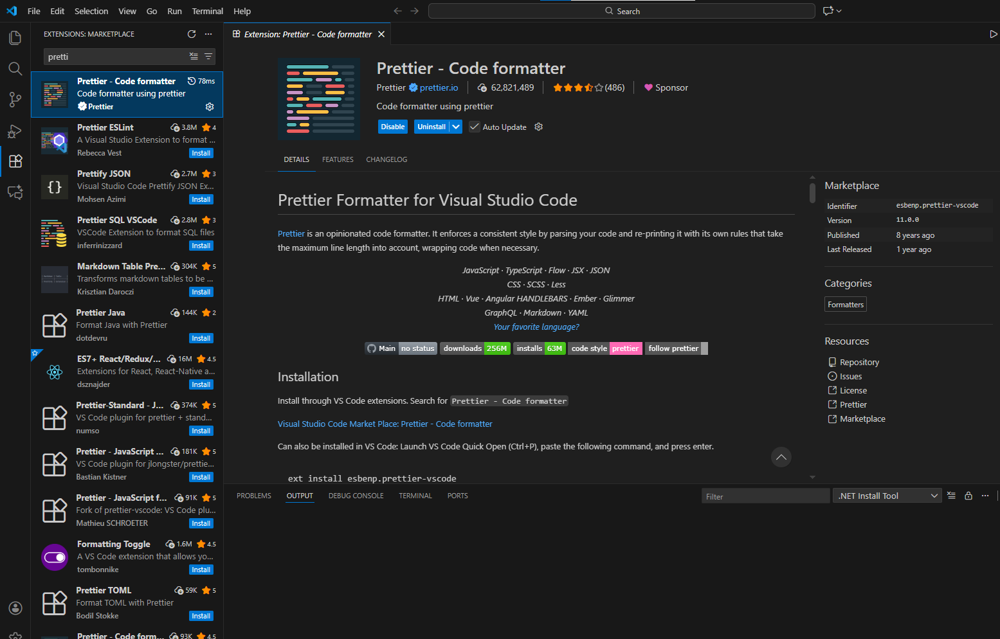 File Edit Selection View Go Run Terminal Help
Search
EXTENSIONS: MARKETPLACE
pretti
Prettier - Code formatter 78ms
Code formatter using prettier
Prettier
Prettier ESLint 3.8M 4
A Visual Studio Extension to format ...
Rebecca Vest Install
Prettify JSON 2.7M 3
Visual Studio Code Prettify JSON Ex...
Mohsen Azimi Install
Prettier SQL VSCode 2.8M 3
VSCode Extension to format SQL files
inferrinizzard Install
Markdown Table Pre... 304K 5
Transforms markdown tables to be ...
Krisztian Daroczi Install
Prettier Java 144K 2
Format Java with Prettier
dotdevru Install
ES7+ React/Redux/... 16M 4.5
Extensions for React, React-Native a...
dsznajder Install
Prettier-Standard - J... 374K 5
VS Code plugin for prettier + stand...
numso Install
Prettier - JavaScript ... 181K 5
VS Code plugin for jlongster/prettie...
Bastian Kistner Install
Prettier - JavaScript f... 91K 5
Fork of prettier-vscode: VS Code plu...
Mathieu SCHROETER Install
Formatting Toggle 1.6M 4.5
A VS Code extension that allows yo...
tombonnike Install
Prettier TOML 59K 5
Format TOML with Prettier
Bodil Stokke Install
Prettier - Code form... 93K 4.5
Extension: Prettier - Code formatter
Prettier - Code formatter
Prettier prettier.io 62,821,489 (486) Sponsor
Code formatter using prettier
Disable Uninstall Auto Update
DETAILS FEATURES CHANGELOG
Prettier Formatter for Visual Studio Code
Prettier is an opinionated code formatter. It enforces a consistent style by parsing your code and re-printing it with its own rules that take
the maximum line length into account, wrapping code when necessary.
JavaScript · TypeScript · Flow · JSX · JSON
CSS · SCSS · Less
HTML · Vue · Angular HANDLEBARS · Ember · Glimmer
GraphQL · Markdown · YAML
Your favorite language?
Main no status downloads 256M installs 63M code style prettier follow prettier
Installation
Install through VS Code extensions. Search for Prettier - Code formatter
Visual Studio Code Market Place: Prettier - Code formatter
Can also be installed in VS Code: Launch VS Code Quick Open (Ctrl+P), paste the following command, and press enter.
ext install esbenp.prettier-vscode
Marketplace
Identifier esbenp.prettier-vscode
Version 11.0.0
Published 8 years ago
Last Released 1 year ago
Categories
Formatters
Resources
Repository
Issues
License
Prettier
Marketplace
PROBLEMS OUTPUT DEBUG CONSOLE TERMINAL PORTS
Filter
.NET Install Tool